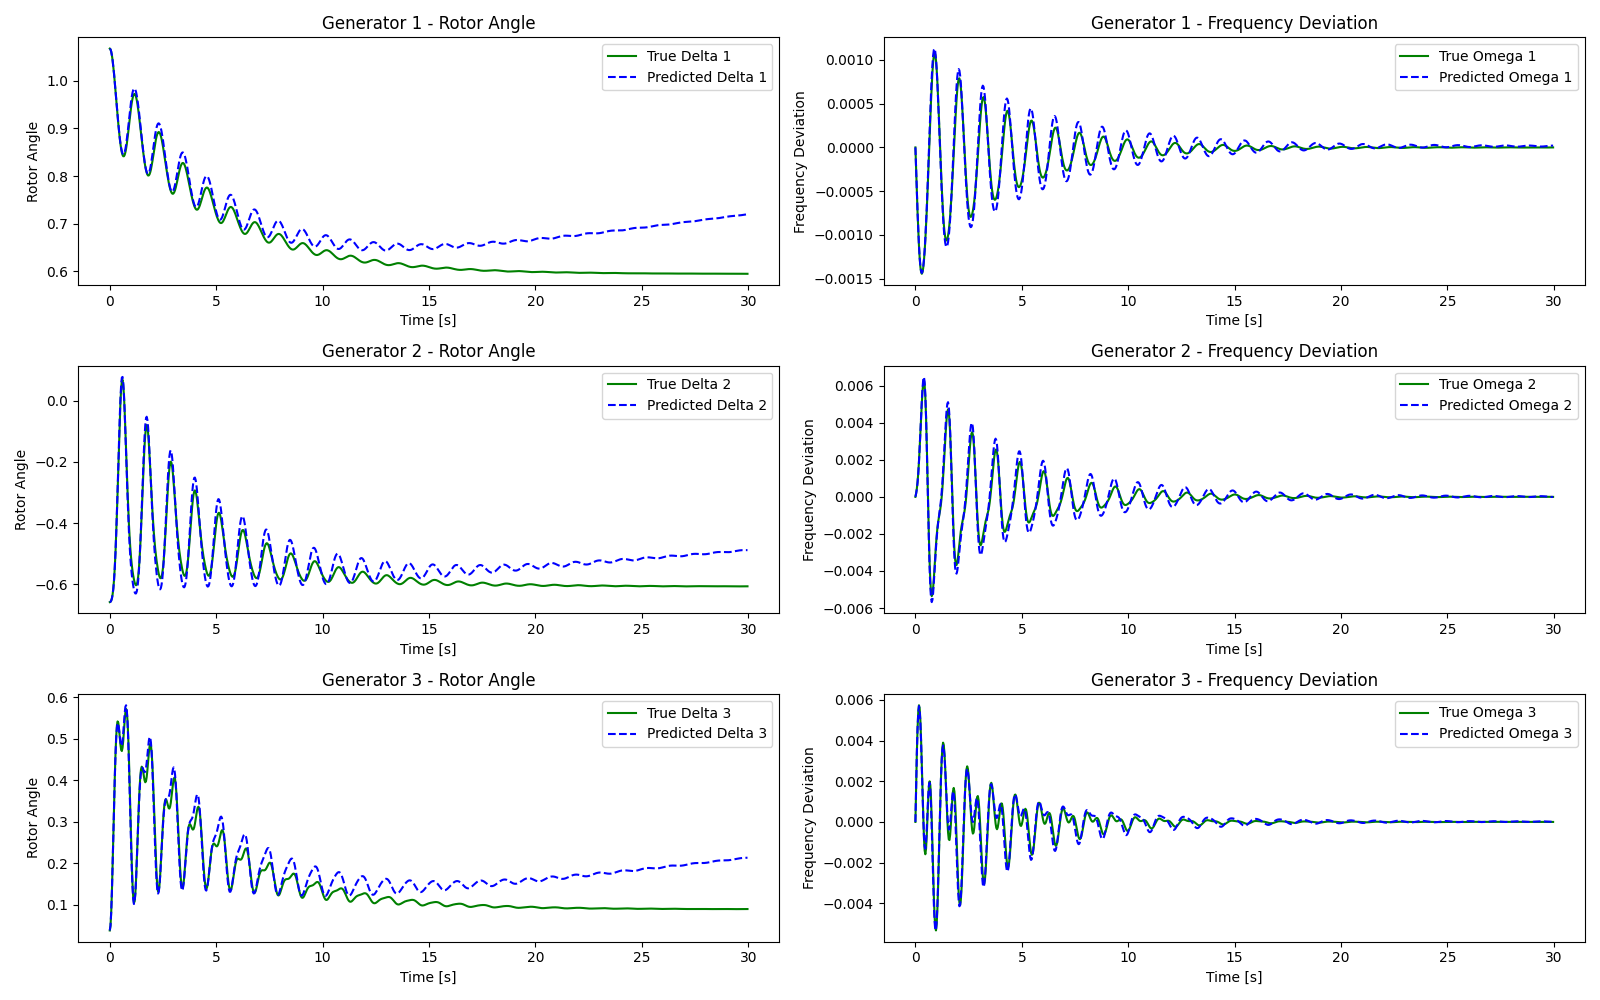 Generator 1 - Rotor Angle
Rotor Angle
1.0
0.9
0.8
0.7
0.6
True Delta 1
Predicted Delta 1
0 5 10 15 20 25 30
Time [s]
Generator 1 - Frequency Deviation
Frequency Deviation
0.0010
0.0005
0.0000
−0.0005
−0.0010
−0.0015
True Omega 1
Predicted Omega 1
0 5 10 15 20 25 30
Time [s]
Generator 2 - Rotor Angle
Rotor Angle
0.0
−0.2
−0.4
−0.6
True Delta 2
Predicted Delta 2
0 5 10 15 20 25 30
Time [s]
Generator 2 - Frequency Deviation
Frequency Deviation
0.006
0.004
0.002
0.000
−0.002
−0.004
−0.006
True Omega 2
Predicted Omega 2
0 5 10 15 20 25 30
Time [s]
Generator 3 - Rotor Angle
Rotor Angle
0.6
0.5
0.4
0.3
0.2
0.1
True Delta 3
Predicted Delta 3
0 5 10 15 20 25 30
Time [s]
Generator 3 - Frequency Deviation
Frequency Deviation
0.006
0.004
0.002
0.000
−0.002
−0.004
True Omega 3
Predicted Omega 3
0 5 10 15 20 25 30
Time [s]